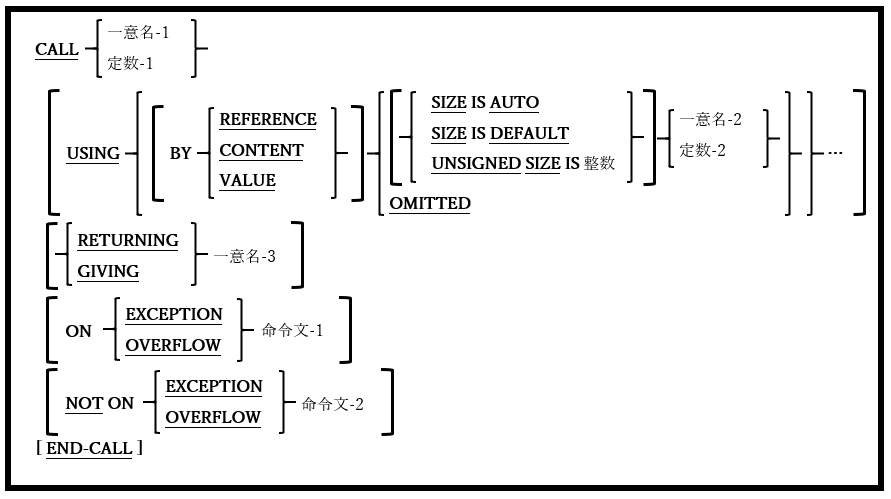 一意名-1
CALL
定数-1
SIZE IS AUTO
REFERENCE
一意名-2
SIZE IS DEFAULT
USING BY CONTENT
定数-2 …
UNSIGNED SIZE IS 整数
VALUE
OMITTED
RETURNING
一意名-3
GIVING
EXCEPTION
ON 命令文-1
OVERFLOW
EXCEPTION
NOT ON 命令文-2
OVERFLOW
[ END-CALL ]